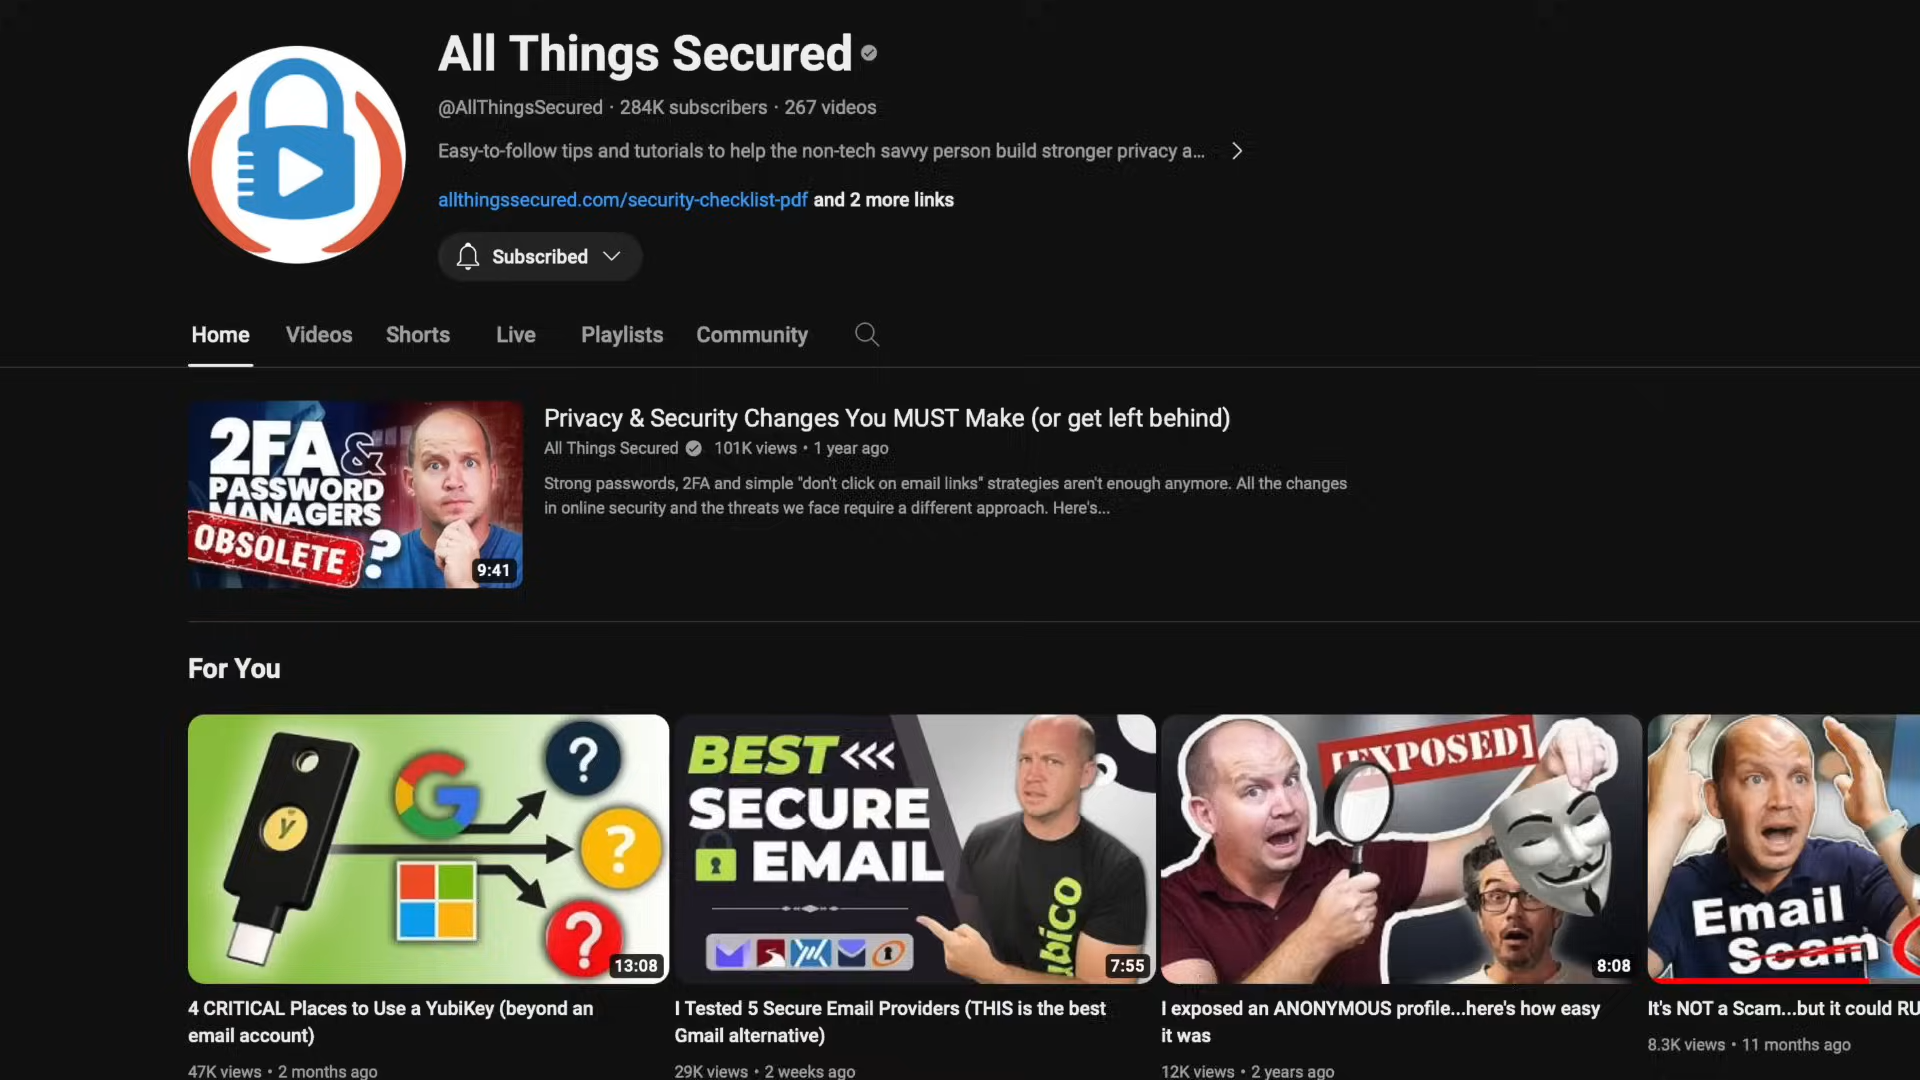 All Things Secured
@AllThingsSecured · 284K subscribers · 267 videos
Easy-to-follow tips and tutorials to help the non-tech savvy person build stronger privacy a...
allthingssecured.com/security-checklist-pdf and 2 more links
Subscribed
Home Videos Shorts Live Playlists Community
2FA &
PASSWORD
MANAGERS
OBSOLETE ?
9:41
Privacy & Security Changes You MUST Make (or get left behind)
All Things Secured 101K views • 1 year ago
Strong passwords, 2FA and simple "don't click on email links" strategies aren't enough anymore. All the changes
in online security and the threats we face require a different approach. Here's...
For You
y
G
?
?
?
13:08
BEST <<<
SECURE
EMAIL
ubico
7:55
[EXPOSED]
8:08
Email
Scam
4 CRITICAL Places to Use a YubiKey (beyond an
email account)
47K views • 2 months ago
I Tested 5 Secure Email Providers (THIS is the best
Gmail alternative)
29K views • 2 weeks ago
I exposed an ANONYMOUS profile...here's how easy
it was
12K views • 2 years ago
It's NOT a Scam...but it could RU
8.3K views • 11 months ago